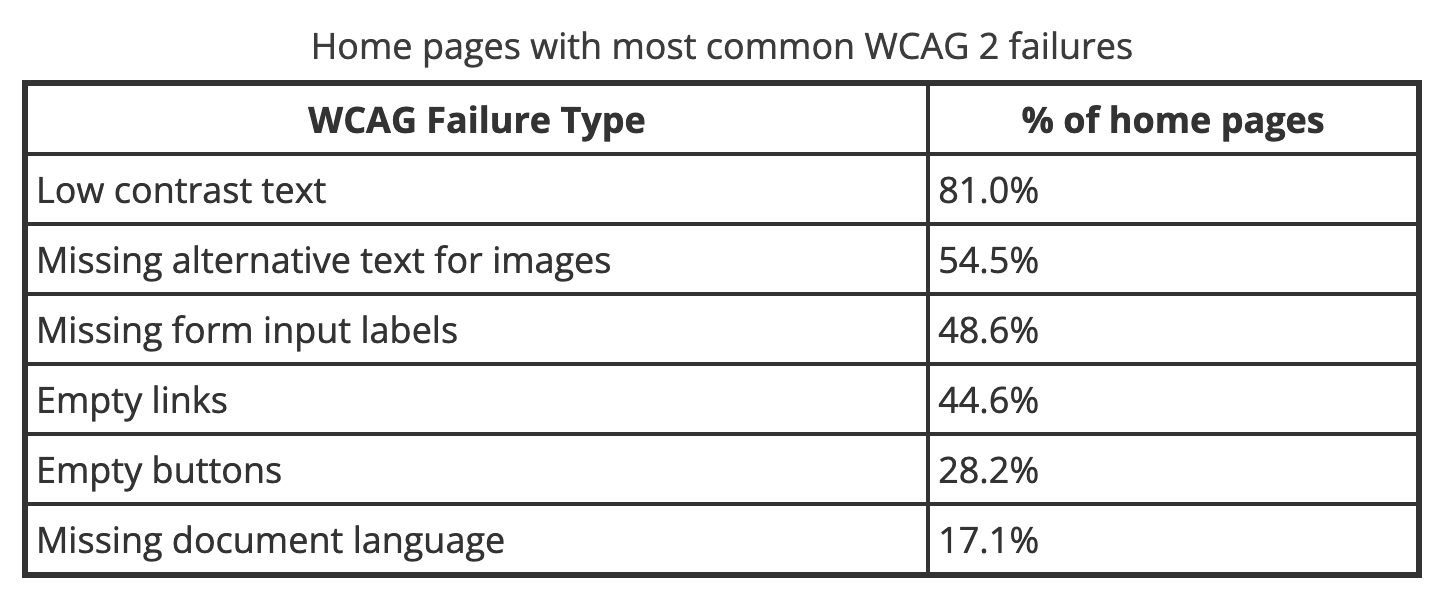 Home pages with most common WCAG 2 failures
WCAG Failure Type % of home pages
Low contrast text 81.0%
Missing alternative text for images 54.5%
Missing form input labels 48.6%
Empty links 44.6%
Empty buttons 28.2%
Missing document language 17.1%